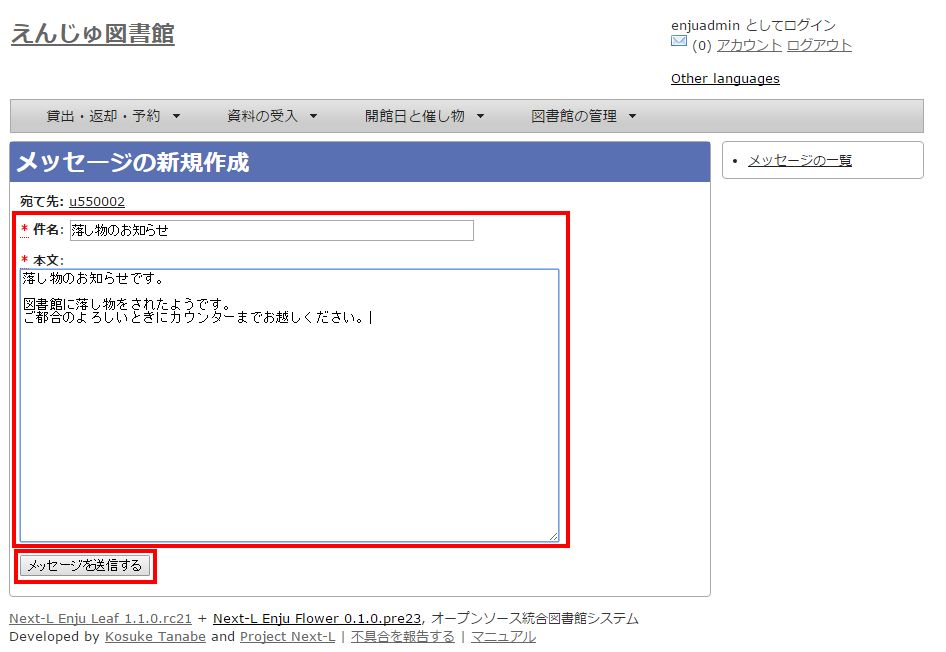 えんじゅ図書館
enjuadmin としてログイン
(0) アカウント ログアウト
Other languages
貸出・返却・予約 ▼ 資料の受入 ▼ 開館日と催し物 ▼ 図書館の管理 ▼
メッセージの新規作成
• メッセージの一覧
宛て先: u550002
* 件名: 落し物のお知らせ
* 本文:
落し物のお知らせです。
図書館に落し物をされたようです。
ご都合のよろしいときにカウンターまでお越しください。
メッセージを送信する
Next-L Enju Leaf 1.1.0.rc21 + Next-L Enju Flower 0.1.0.pre23, オープンソース統合図書館システム
Developed by Kosuke Tanabe and Project Next-L | 不具合を報告する | マニュアル